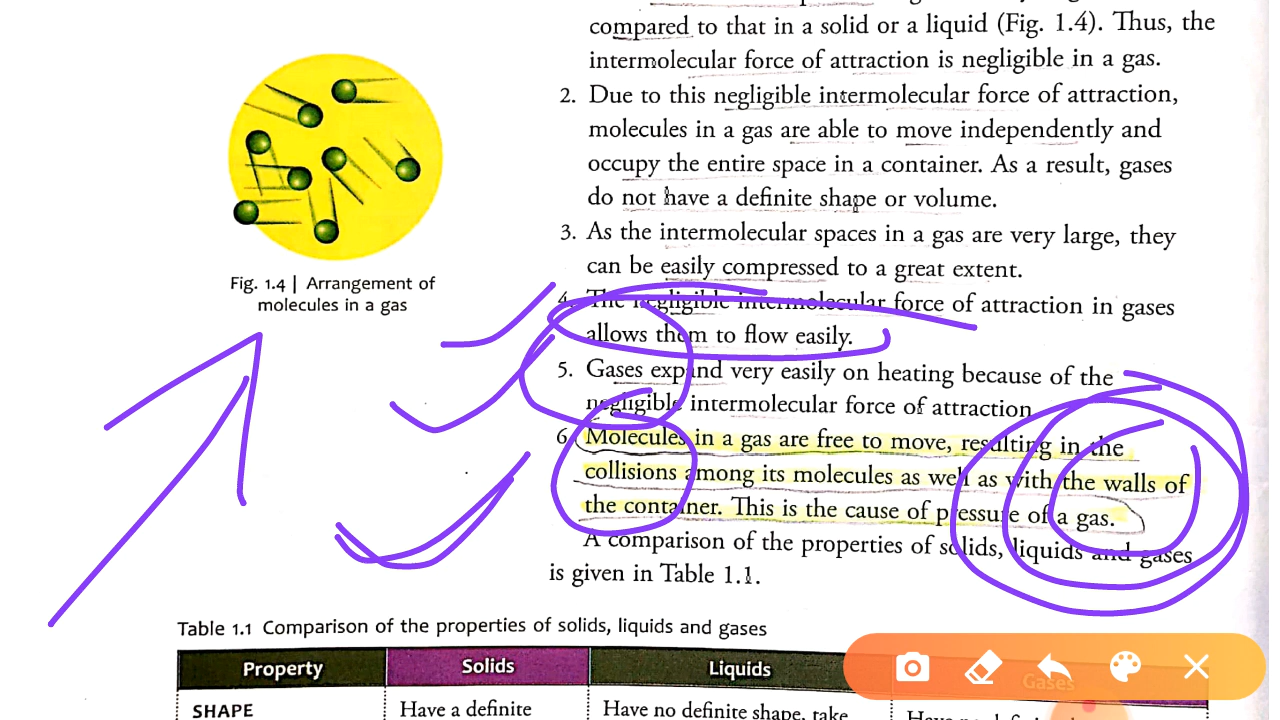 compared to that in a solid or a liquid (Fig. 1.4). Thus, the
intermolecular force of attraction is negligible in a gas.
2. Due to this negligible intermolecular force of attraction,
molecules in a gas are able to move independently and
occupy the entire space in a container. As a result, gases
do not have a definite shape or volume.
3. As the intermolecular spaces in a gas are very large, they
can be easily compressed to a great extent.
4. The negligible intermolecular force of attraction in gases
allows them to flow easily.
5. Gases expand very easily on heating because of the
negligible intermolecular force of attraction
6. Molecules in a gas are free to move, resulting in the
collisions among its molecules as well as with the walls of
the container. This is the cause of pressure of a gas.
A comparison of the properties of solids, liquids and gases
is given in Table 1.1.
Fig. 1.4 | Arrangement of
molecules in a gas
Table 1.1 Comparison of the properties of solids, liquids and gases
Property Solids Liquids Gases
SHAPE Have a definite Have no definite shape, take